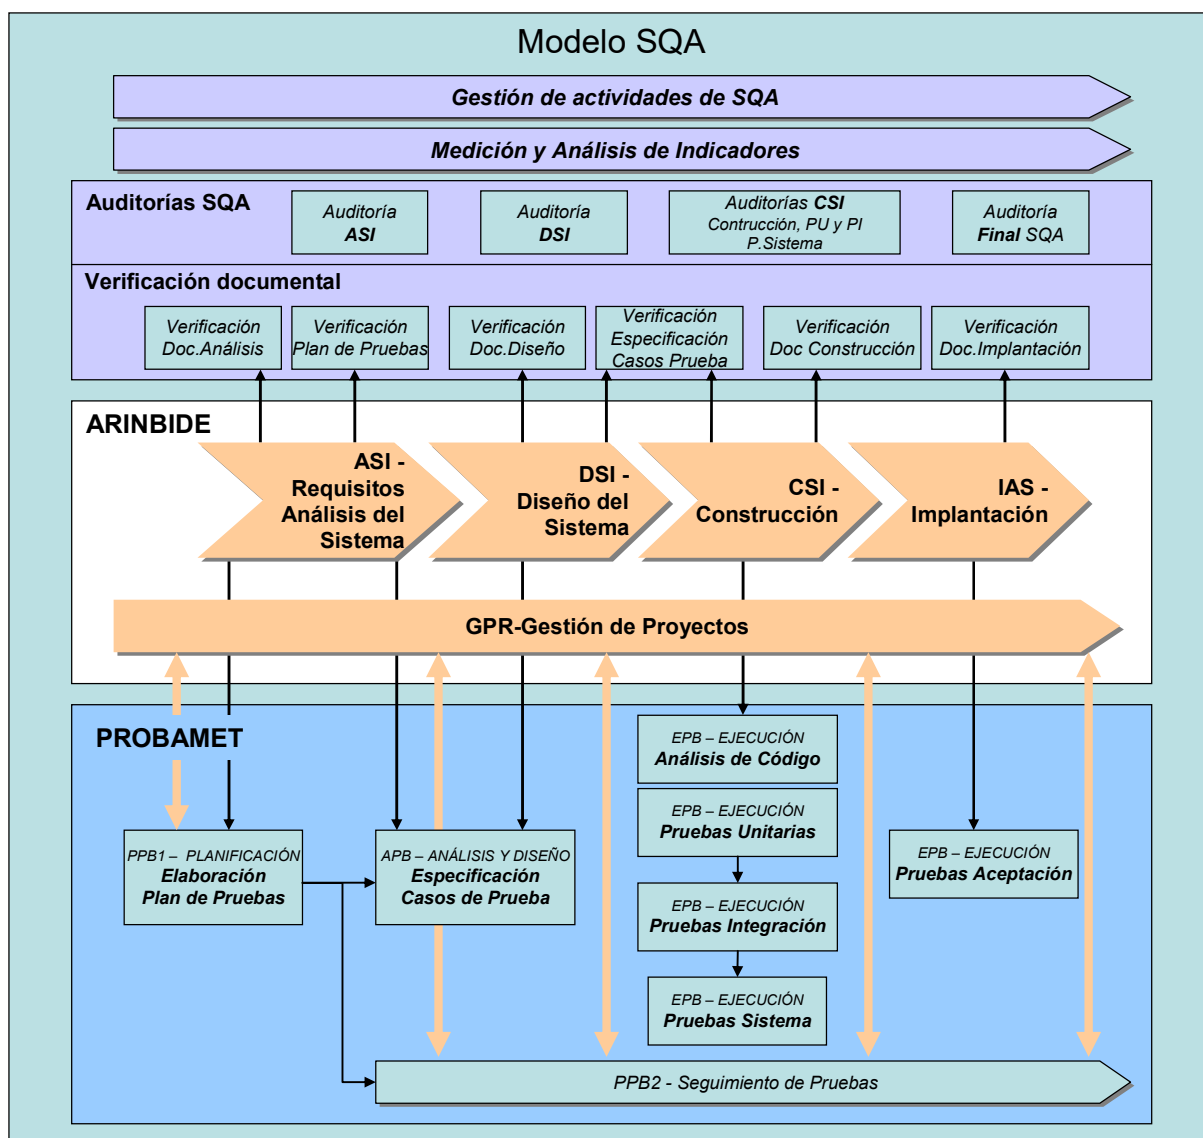 Modelo SQA
Gestión de actividades de SQA
Medición y Análisis de Indicadores
Auditorías SQA
Auditoría
ASI
Auditoría
DSI
Auditorías CSI
Contrucción, PU y PI
P.Sistema
Auditoría
Final SQA
Verificación documental
Verificación
Doc.Análisis
Verificación
Plan de Pruebas
Verificación
Doc.Diseño
Verificación
Especificación
Casos Prueba
Verificación
Doc Construcción
Verificación
Doc.Implantación
ARINBIDE
ASI -
Requisitos
Análisis del
Sistema
DSI -
Diseño del
Sistema
CSI -
Construcción
IAS -
Implantación
GPR-Gestión de Proyectos
PROBAMET
EPB – EJECUCIÓN
Análisis de Código
EPB – EJECUCIÓN
Pruebas Unitarias
PPB1 – PLANIFICACIÓN
Elaboración
Plan de Pruebas
APB – ANÁLISIS Y DISEÑO
Especificación
Casos de Prueba
EPB – EJECUCIÓN
Pruebas Aceptación
EPB – EJECUCIÓN
Pruebas Integración
EPB – EJECUCIÓN
Pruebas Sistema
PPB2 - Seguimiento de Pruebas